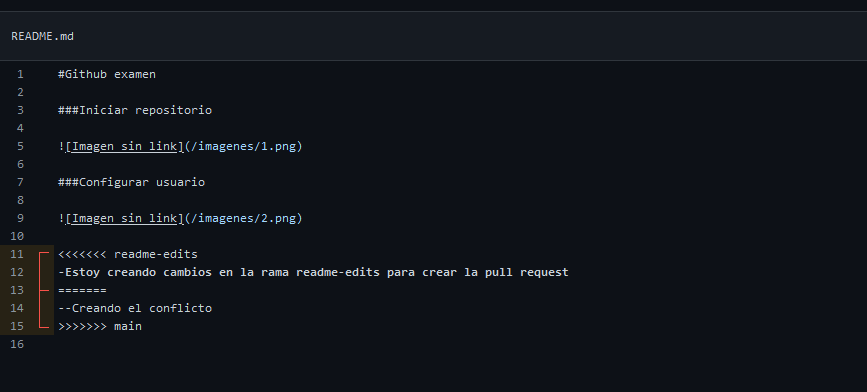 README.md
1 #Github examen
2
3 ###Iniciar repositorio
4
5 ![Imagen sin link](/imagenes/1.png)
6
7 ###Configurar usuario
8
9 ![Imagen sin link](/imagenes/2.png)
10
11 <<<<<<< readme-edits
12 -Estoy creando cambios en la rama readme-edits para crear la pull request
13 =======
14 --Creando el conflicto
15 >>>>>>> main
16